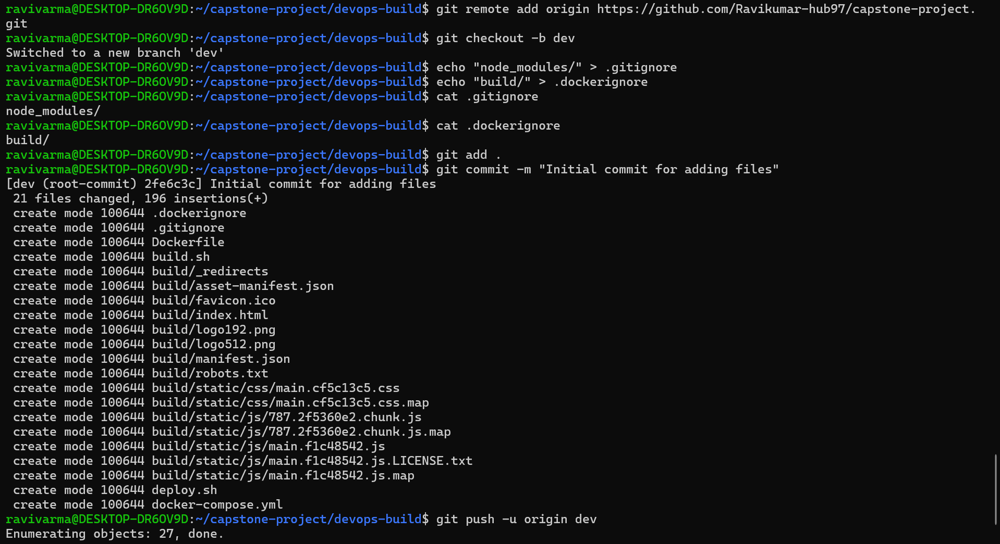 ravivarma@DESKTOP-DR6OV9D:~/capstone-project/devops-build$ git remote add origin https://github.com/Ravikumar-hub97/capstone-project.
git
ravivarma@DESKTOP-DR6OV9D:~/capstone-project/devops-build$ git checkout -b dev
Switched to a new branch 'dev'
ravivarma@DESKTOP-DR6OV9D:~/capstone-project/devops-build$ echo "node_modules/" > .gitignore
ravivarma@DESKTOP-DR6OV9D:~/capstone-project/devops-build$ echo "build/" > .dockerignore
ravivarma@DESKTOP-DR6OV9D:~/capstone-project/devops-build$ cat .gitignore
node_modules/
ravivarma@DESKTOP-DR6OV9D:~/capstone-project/devops-build$ cat .dockerignore
build/
ravivarma@DESKTOP-DR6OV9D:~/capstone-project/devops-build$ git add .
ravivarma@DESKTOP-DR6OV9D:~/capstone-project/devops-build$ git commit -m "Initial commit for adding files"
[dev (root-commit) 2fe6c3c] Initial commit for adding files
 21 files changed, 196 insertions(+)
 create mode 100644 .dockerignore
 create mode 100644 .gitignore
 create mode 100644 Dockerfile
 create mode 100644 build.sh
 create mode 100644 build/_redirects
 create mode 100644 build/asset-manifest.json
 create mode 100644 build/favicon.ico
 create mode 100644 build/index.html
 create mode 100644 build/logo192.png
 create mode 100644 build/logo512.png
 create mode 100644 build/manifest.json
 create mode 100644 build/robots.txt
 create mode 100644 build/static/css/main.cf5c13c5.css
 create mode 100644 build/static/css/main.cf5c13c5.css.map
 create mode 100644 build/static/js/787.2f5360e2.chunk.js
 create mode 100644 build/static/js/787.2f5360e2.chunk.js.map
 create mode 100644 build/static/js/main.f1c48542.js
 create mode 100644 build/static/js/main.f1c48542.js.LICENSE.txt
 create mode 100644 build/static/js/main.f1c48542.js.map
 create mode 100644 deploy.sh
 create mode 100644 docker-compose.yml
ravivarma@DESKTOP-DR6OV9D:~/capstone-project/devops-build$ git push -u origin dev
Enumerating objects: 27, done.